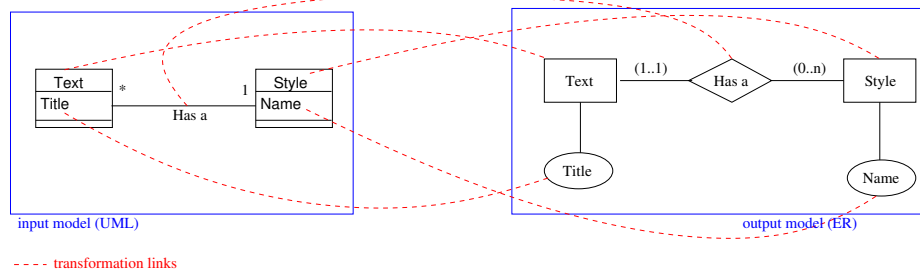 Text
Title
*
1
Has a
Style
Name
input model (UML)
Text
(1..1)
Has a
(0..n)
Style
Title
Name
output model (ER)
transformation links